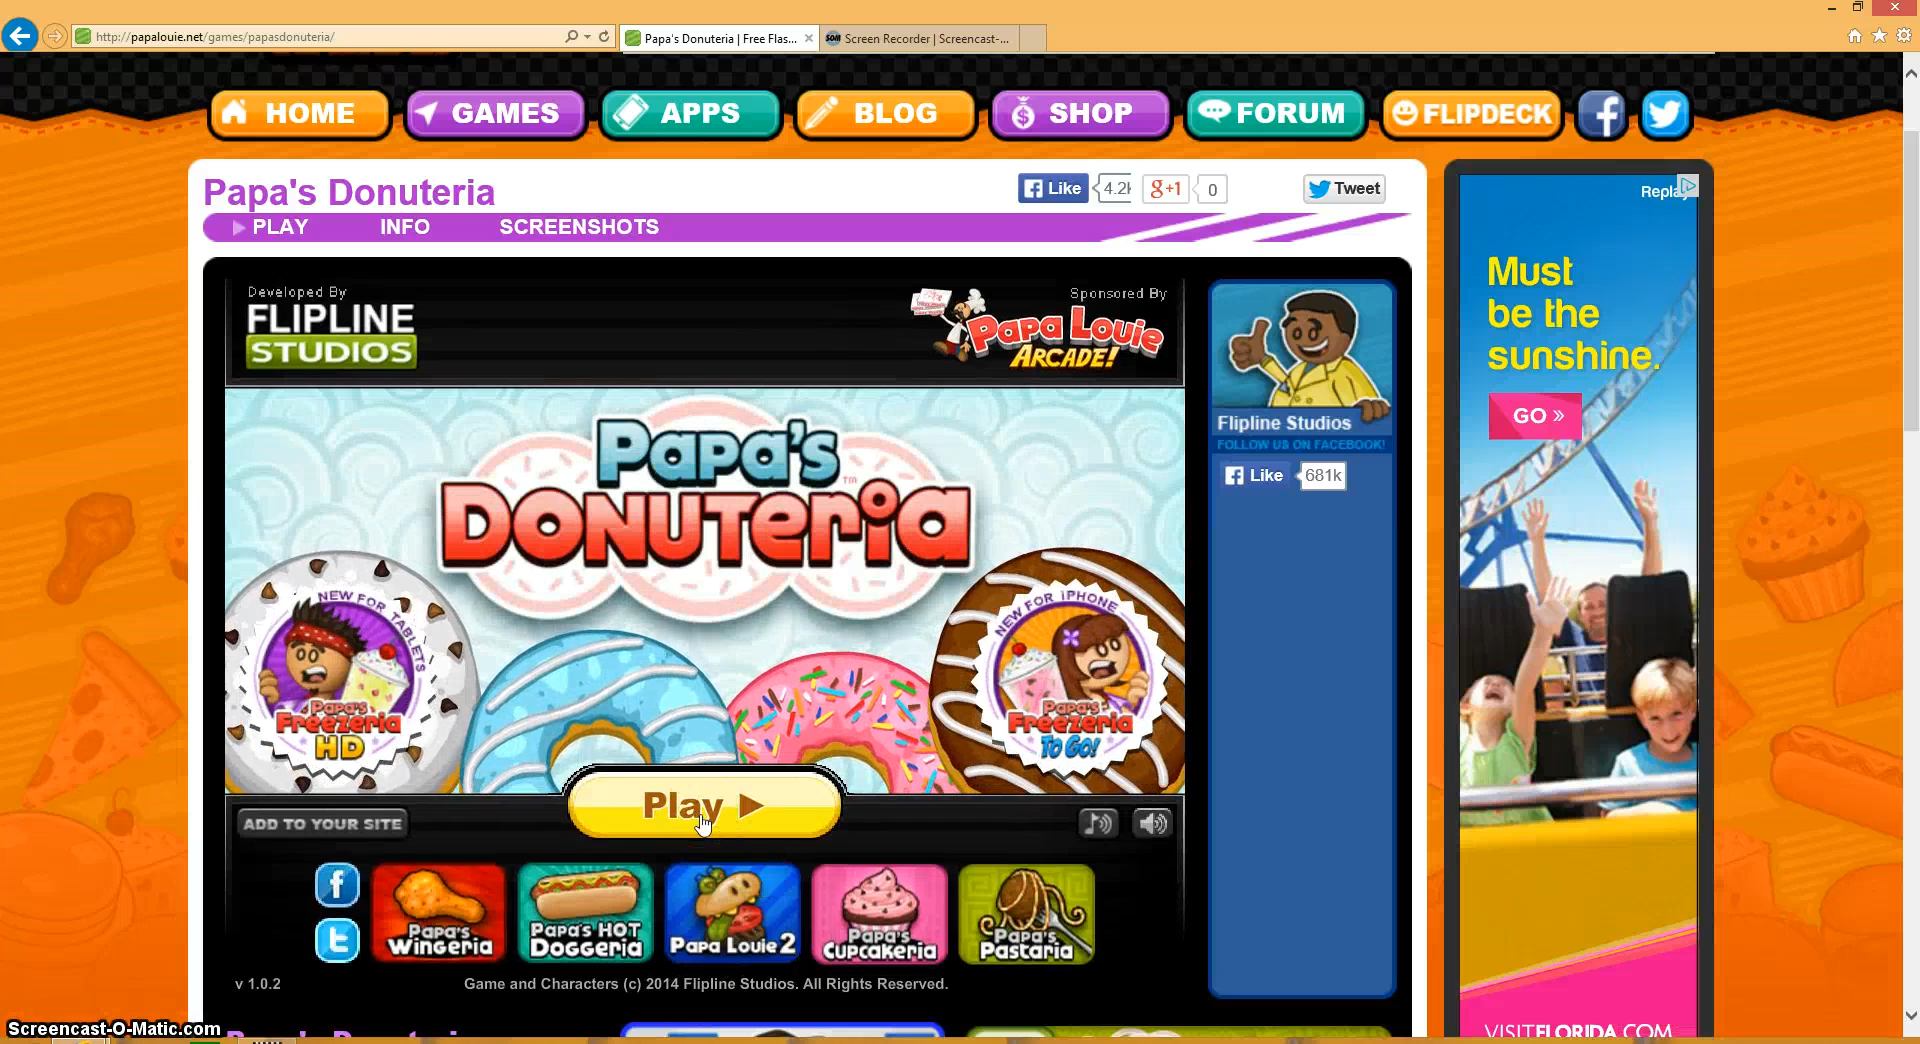 http://papalouie.net/games/papasdonuteria/
Papa's Donuteria | Free Flas...
SOM Screen Recorder | Screencast-...
HOME
GAMES
APPS
BLOG
SHOP
FORUM
FLIPDECK
Papa's Donuteria
Like
4.2k
g+1
0
Tweet
PLAY
INFO
SCREENSHOTS
Developed By
FLIPLINE
STUDIOS
Sponsored By
Papa Louie
ARCADE!
Papa's
DONUTeria
TM
NEW FOR TABLETS
Papa's
Freezeria
HD
NEW FOR iPHONE
Papa's
Freezeria
TO GO!
Play
ADD TO YOUR SITE
Papa's
Wingeria
Papa's HOT
Doggeria
Papa Louie 2
Papa's
Cupcakeria
Papa's
Pastaria
v 1.0.2
Game and Characters (c) 2014 Flipline Studios. All Rights Reserved.
Flipline Studios
FOLLOW US ON FACEBOOK!
Like
681k
Replay
Must
be the
sunshine.
GO »
VISITFLORIDA.COM
Screencast-O-Matic.com